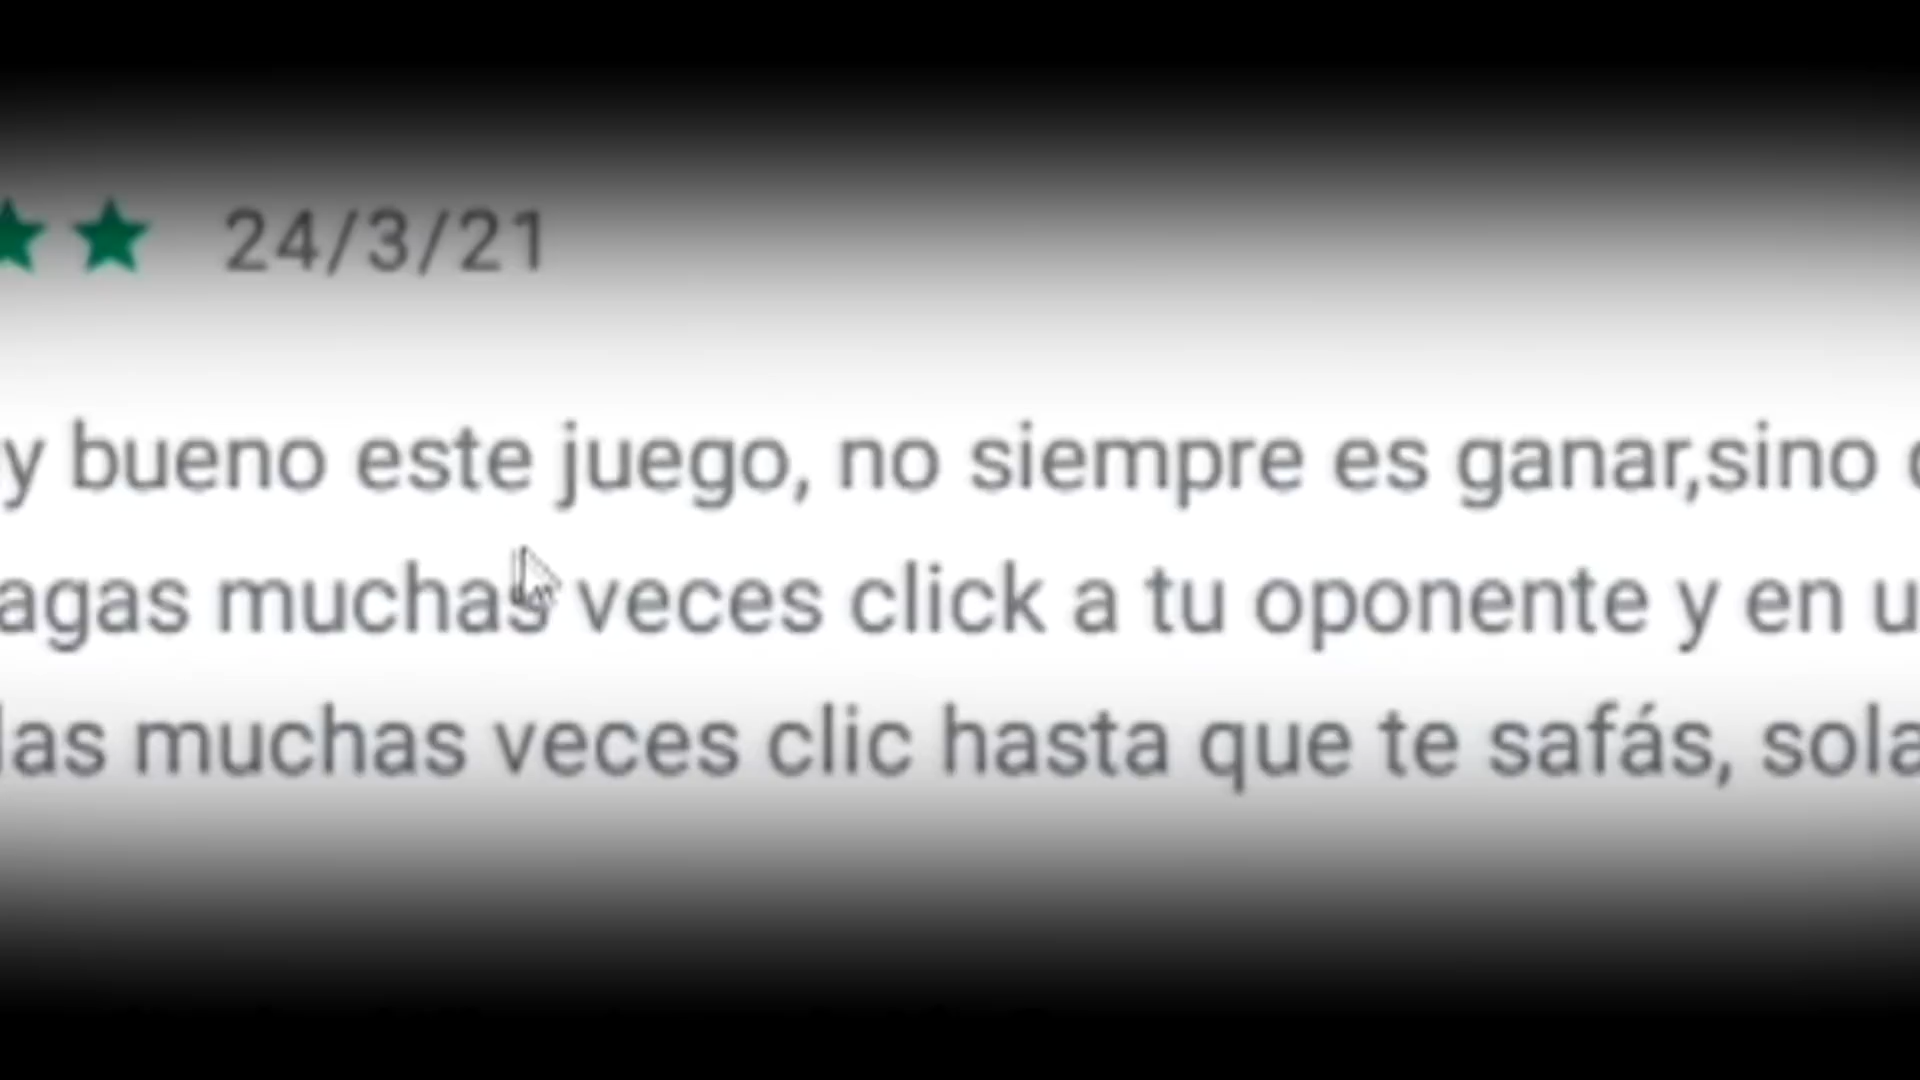 24/3/21
y bueno este juego, no siempre es ganar,sino
agas muchas veces click a tu oponente y en u
las muchas veces clic hasta que te safás, sola